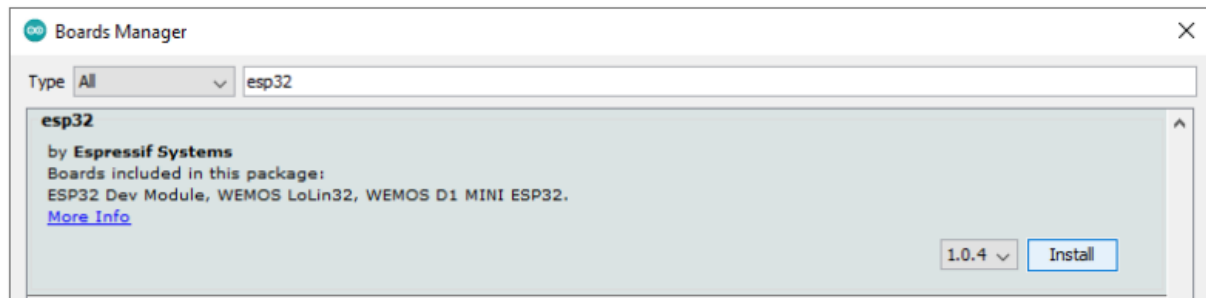 Boards Manager
Type All esp32
esp32
by Espressif Systems
Boards included in this package:
ESP32 Dev Module, WEMOS LoLin32, WEMOS D1 MINI ESP32.
More Info
1.0.4 Install